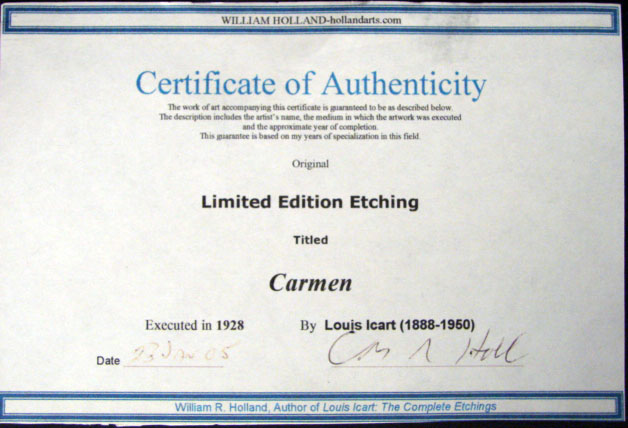 WILLIAM HOLLAND-hollandarts.com
Certificate of Authenticity
The work of art accompanying this certificate is guaranteed to be as described below.
The description includes the artist's name, the medium in which the artwork was executed
and the approximate year of completion.
This guarantee is based on my years of specialization in this field
Original
Limited Edition Etching
Titled
Carmen
Executed in 1928 By Louis Icart (1888-1950)
Date 23 Jan 05
William R. Holland, Author of Louis Icart: The Complete Etchings